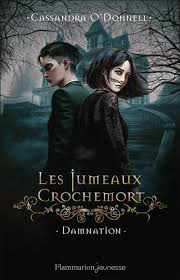 CASSANDRA O'DONNELL
LES JUMEAUX
CROCHEMORT
· DAMNATION ·
Flammarion jeunesse